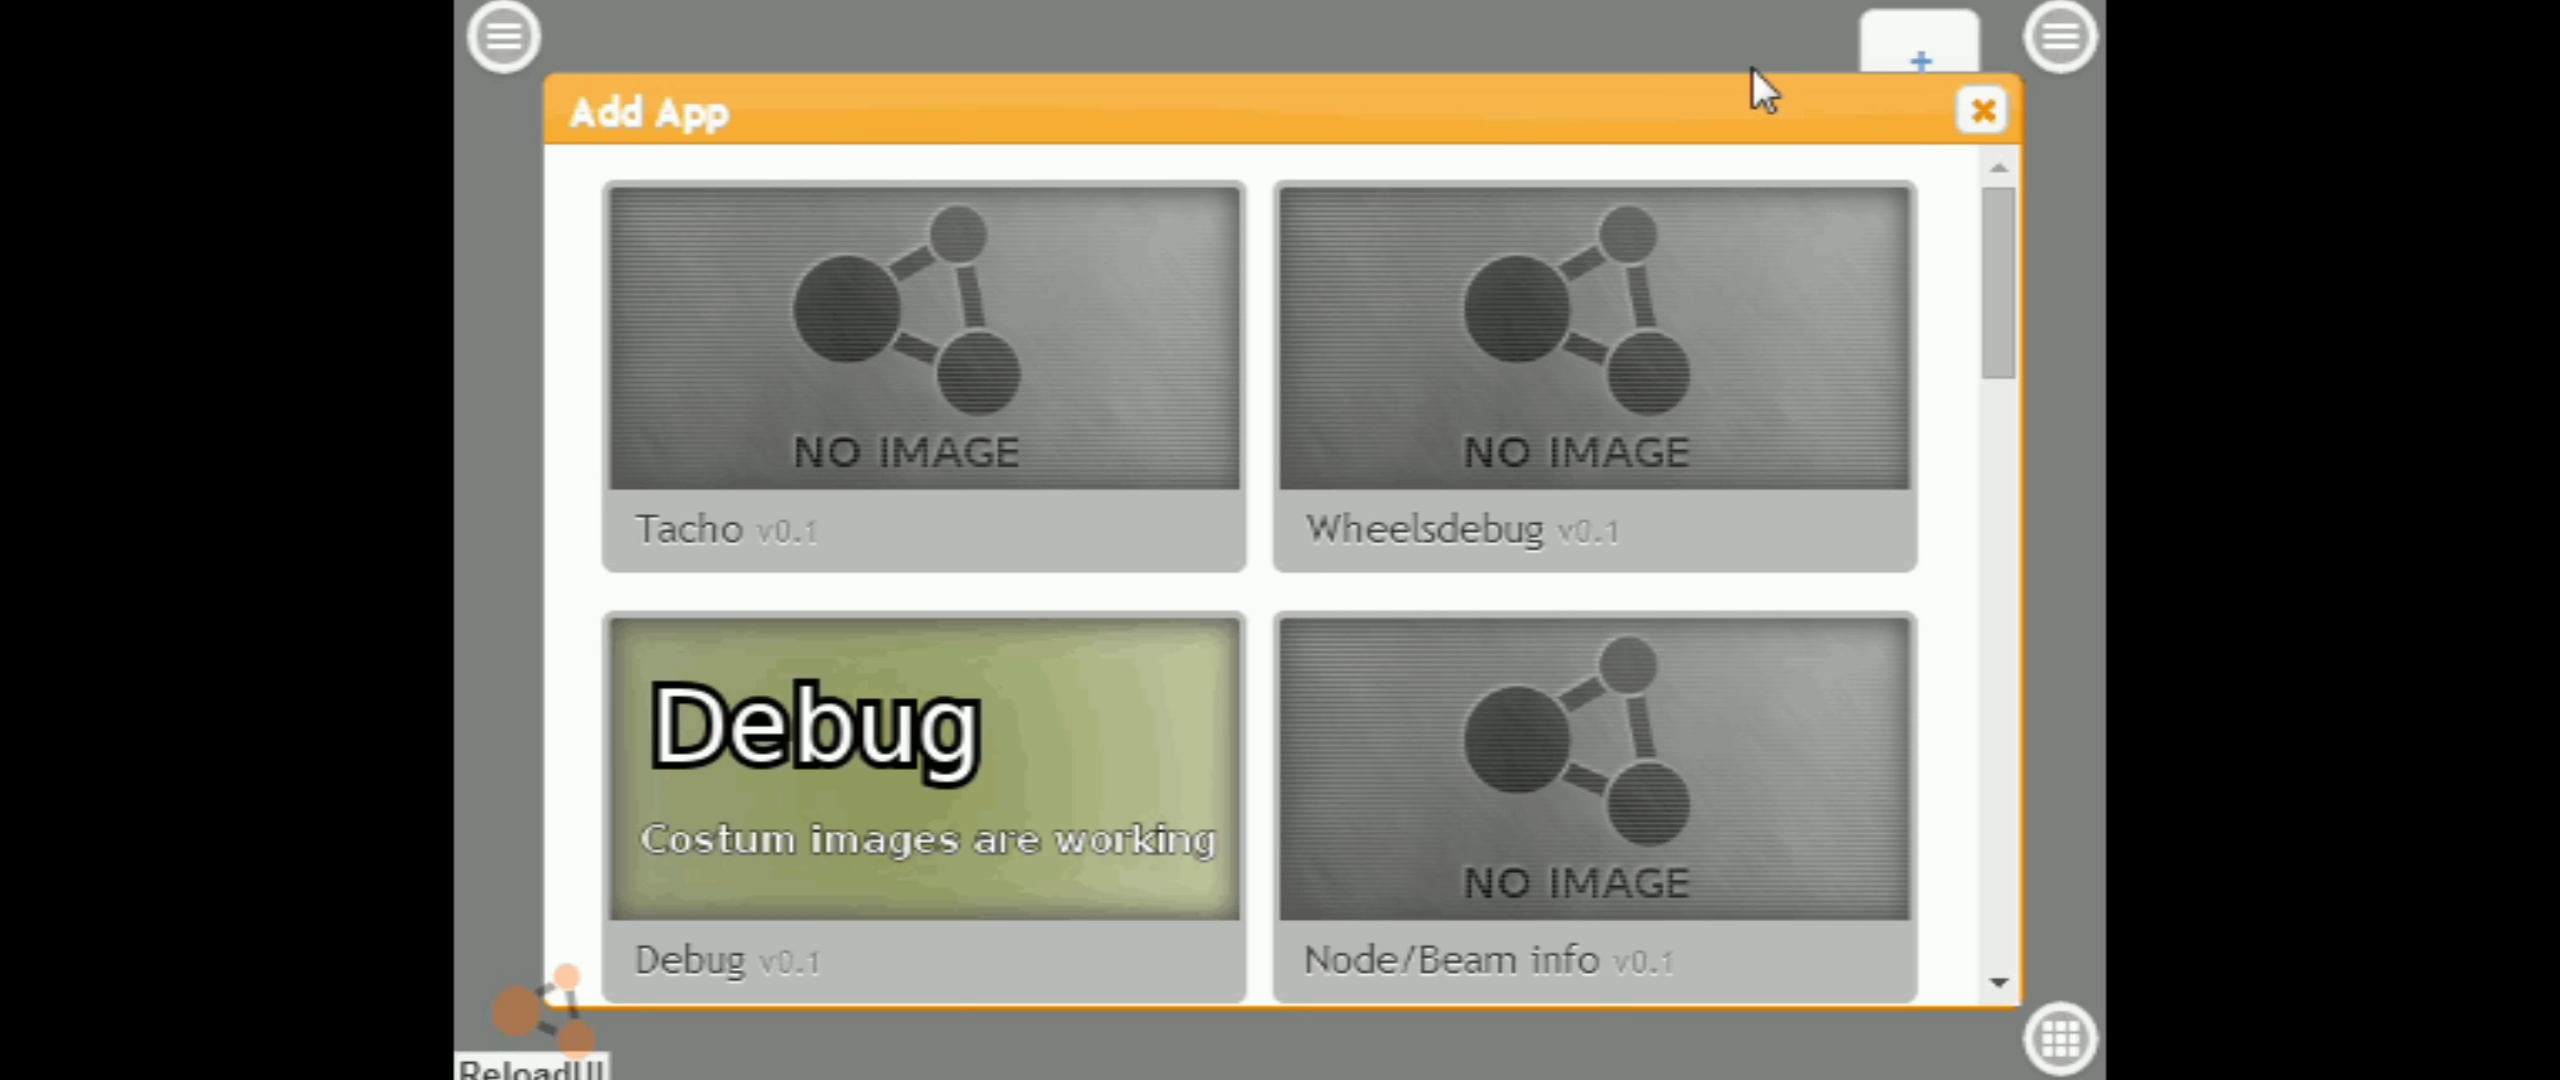 +
Add App
NO IMAGE
NO IMAGE
Tacho v0.1
Wheelsdebug v0.1
Debug
Costum images are working
NO IMAGE
Debug v0.1
Node/Beam info v0.1
ReloadUI